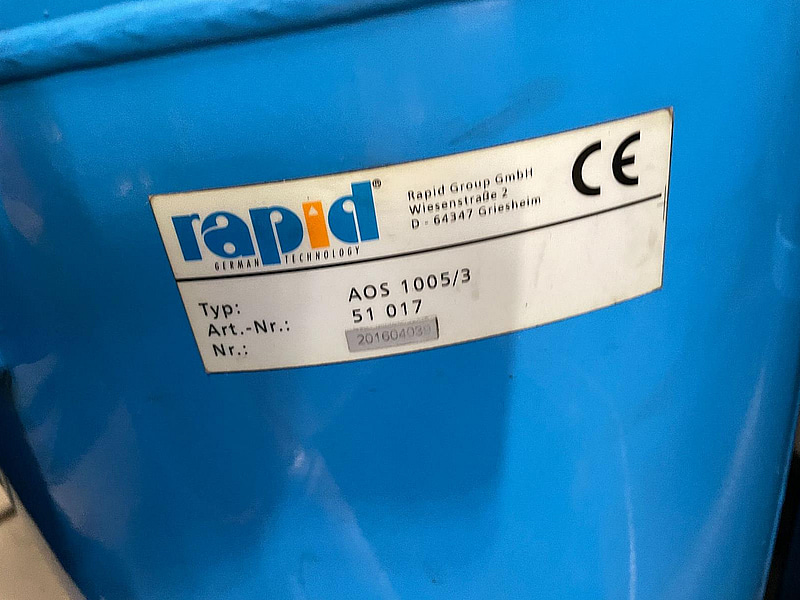 rapid®
GERMAN TECHNOLOGY
Rapid Group GmbH
Wiesenstraße 2
D - 64347 Griesheim
CE
Typ: AOS 1005/3
Art.-Nr.: 51 017
Nr.: